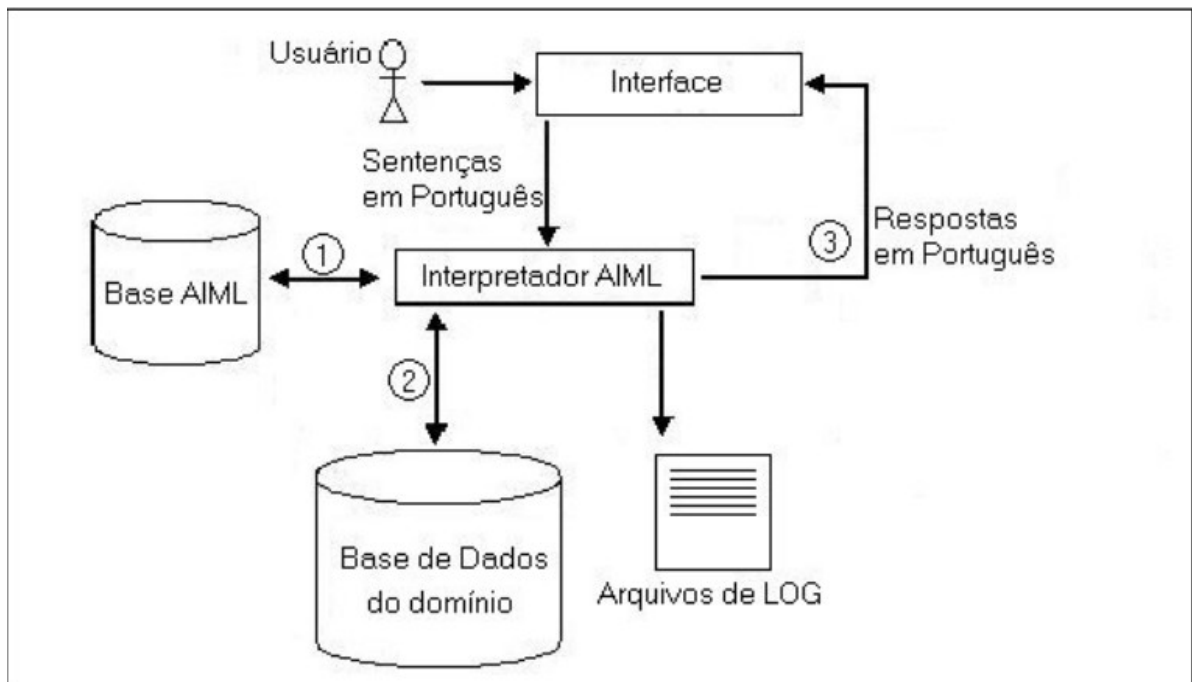 Usuário
Interface
Sentenças
em Português
Respostas
em Português
3
1
Base AIML
Interpretador AIML
2
Base de Dados
do domínio
Arquivos de LOG